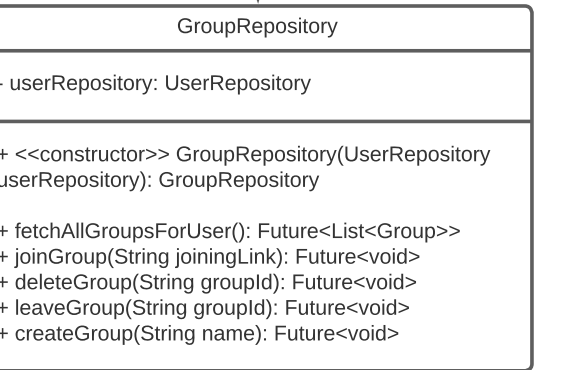 GroupRepository
- userRepository: UserRepository
+ <<constructor>> GroupRepository(UserRepository
userRepository): GroupRepository
+ fetchAllGroupsForUser(): Future<List<Group>>
+ joinGroup(String joiningLink): Future<void>
+ deleteGroup(String groupId): Future<void>
+ leaveGroup(String groupId): Future<void>
+ createGroup(String name): Future<void>